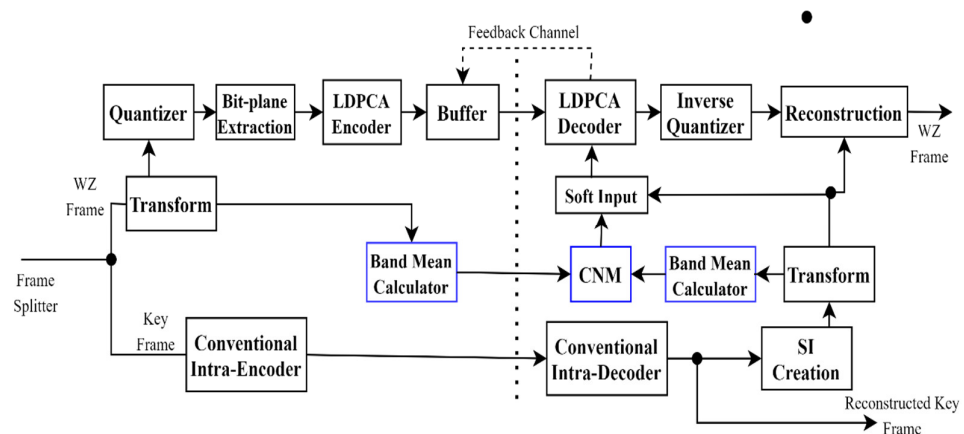 Feedback Channel
Quantizer
Bit-plane
Extraction
LDPCA
Encoder
Buffer
LDPCA
Decoder
Inverse
Quantizer
Reconstruction
WZ
Frame
WZ
Frame
Transform
Soft Input
Band Mean
Calculator
CNM
Band Mean
Calculator
Transform
Frame
Splitter
Key
Frame
Conventional
Intra-Encoder
Conventional
Intra-Decoder
SI
Creation
Reconstructed Key
Frame